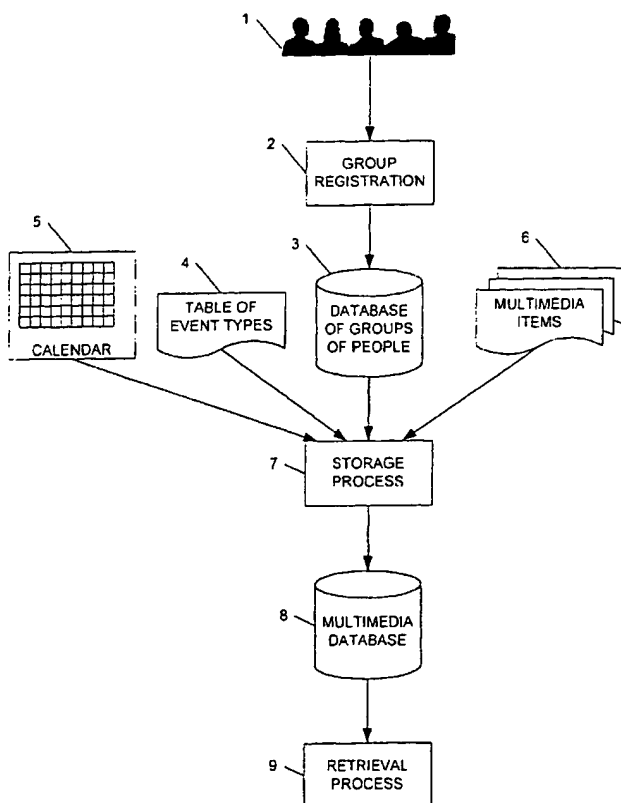 1
2
GROUP
REGISTRATION
5
CALENDAR
4
TABLE OF
EVENT TYPES
3
DATABASE
OF GROUPS
OF PEOPLE
6
MULTIMEDIA
ITEMS
7
STORAGE
PROCESS
8
MULTIMEDIA
DATABASE
9
RETRIEVAL
PROCESS